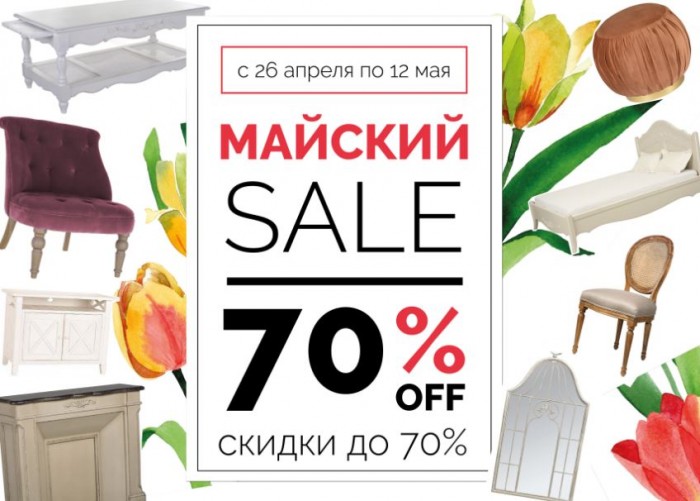 с 26 апреля по 12 мая
МАЙСКИЙ
SALE
70%
OFF
СКИДКИ ДО 70%